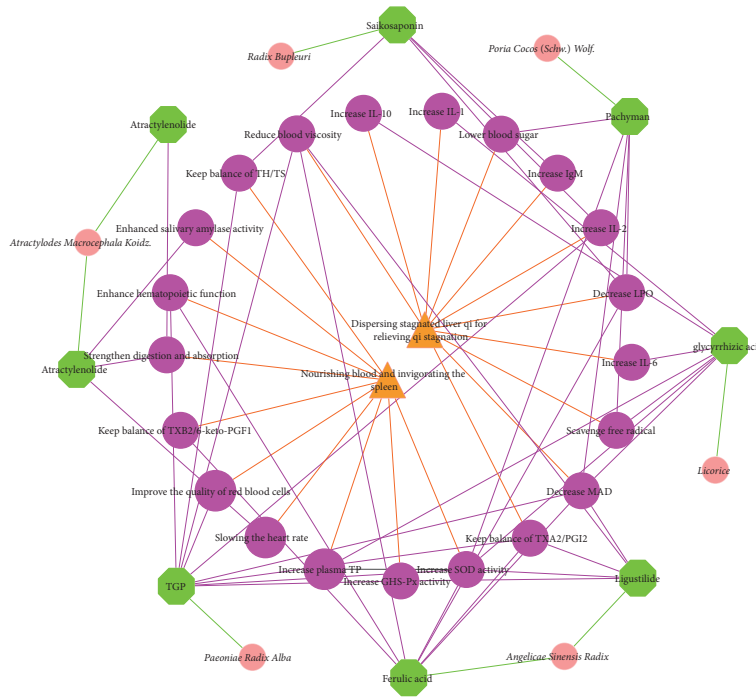 Saikosaponin
Radix Bupleuri
Poria Cocos (Schw.) Wolf.
Atractylenolide
Reduce blood viscosity
Increase IL-10
Increase IL-1
Lower blood sugar
Pachyman
Keep balance of TH/TS
Increase IgM
Enhanced salivary amylase activity
Increase IL-2
Atractylodes Macrocephala Koidz.
Enhance hematopoietic function
Decrease LPO
Dispersing stagnated liver qi for
relieving qi stagnation
glycyrrhizic acid
Strengthen digestion and absorption
Increase IL-6
Atractylenolide
Nourishing blood and invigorating the
spleen
Keep balance of TXB2/6-keto-PGF1
Scavenge free radical
Licorice
Improve the quality of red blood cells
Decrease MAD
Slowing the heart rate
Keep balance of TXA2/PGI2
Increase plasma TP
Increase GHS-Px activity
Increase SOD activity
Ligustilide
TGP
Paeoniae Radix Alba
Angelicae Sinensis Radix
Ferulic acid